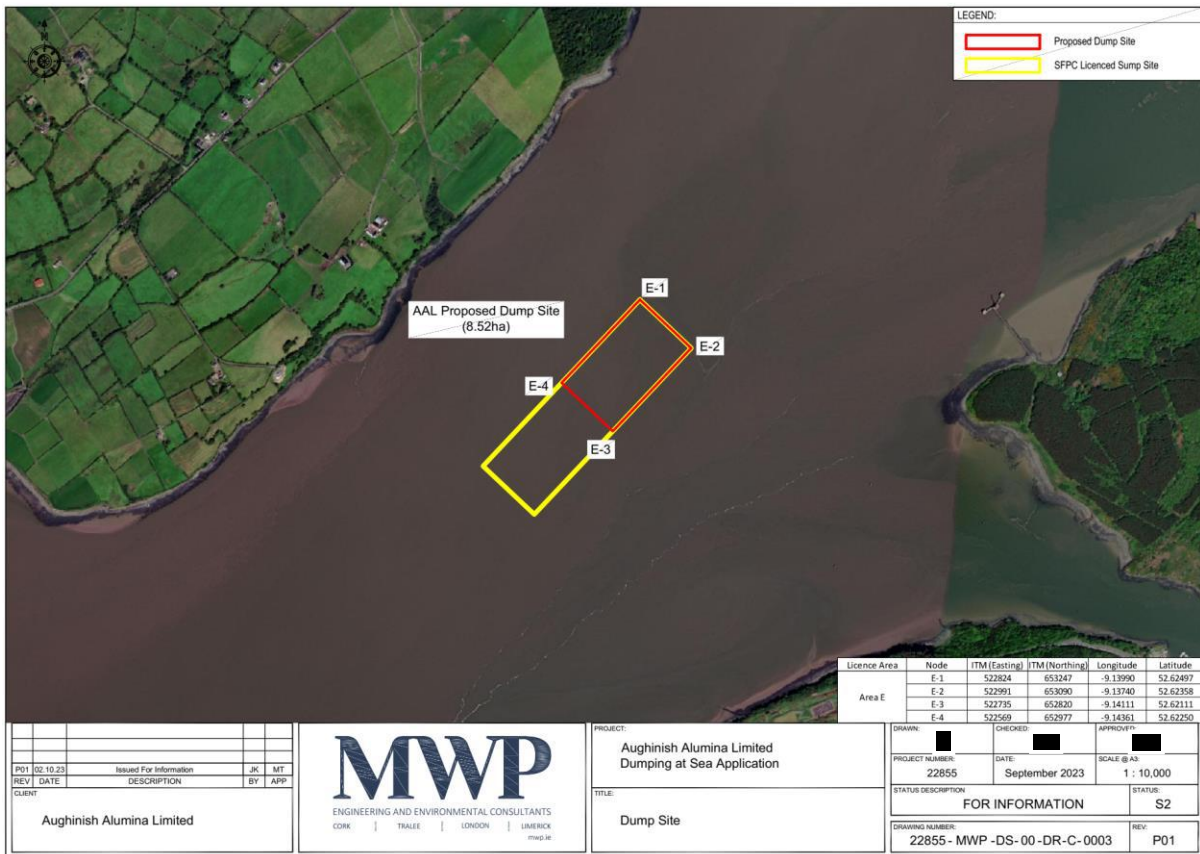 LEGEND:
Proposed Dump Site
SFPC Licenced Sump Site
E-1
AAL Proposed Dump Site
(8.52ha)
E-2
E-4
E-3
Licence Area Node ITM (Easting) ITM (Northing) Longitude Latitude
Area E
E-1 522824 653247 -9.13990 52.62497
E-2 522991 653090 -9.13740 52.62358
E-3 522735 652820 -9.14111 52.62111
E-4 522569 652977 -9.14361 52.62250
P01 02.10.23 Issued For Information JK MT
REV DATE DESCRIPTION BY APP
CLIENT
Aughinish Alumina Limited
MWP
ENGINEERING AND ENVIRONMENTAL CONSULTANTS
CORK | TRALEE | LONDON | LIMERICK
mwp.ie
PROJECT:
Aughinish Alumina Limited
Dumping at Sea Application
TITLE:
Dump Site
DRAWN: CHECKED: APPROVED:
PROJECT NUMBER: DATE: SCALE @ A3:
22855 September 2023 1 : 10,000
STATUS DESCRIPTION STATUS:
FOR INFORMATION S2
DRAWING NUMBER: REV:
22855 - MWP -DS- 00 -DR- C- 0003 P01